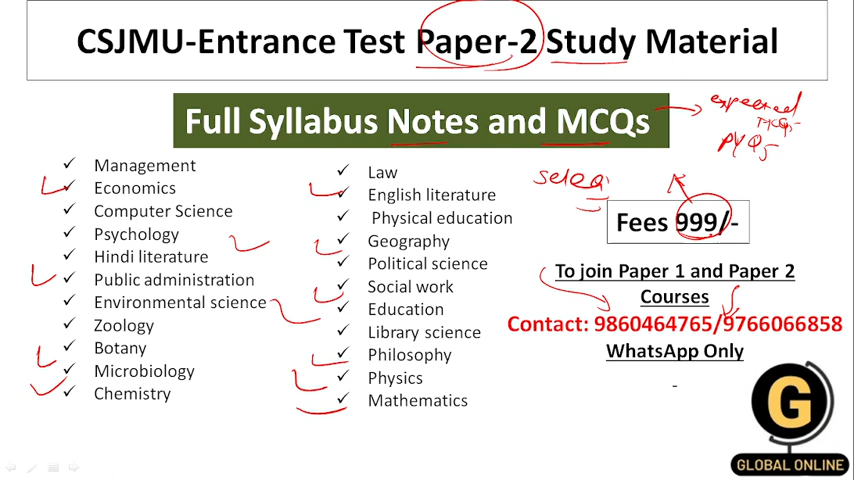 CSJMU-Entrance Test Paper-2 Study Material
Full Syllabus Notes and MCQs
expected
MCQs
PYQs
Management
Economics
Computer Science
Psychology
Hindi literature
Public administration
Environmental science
Zoology
Botany
Microbiology
Chemistry
Law
English literature
Physical education
Geography
Political science
Social work
Education
Library science
Philosophy
Physics
Mathematics
Fees 999/-
To join Paper 1 and Paper 2
Courses
Contact: 9860464765/9766066858
WhatsApp Only
-
G
GLOBAL ONLINE